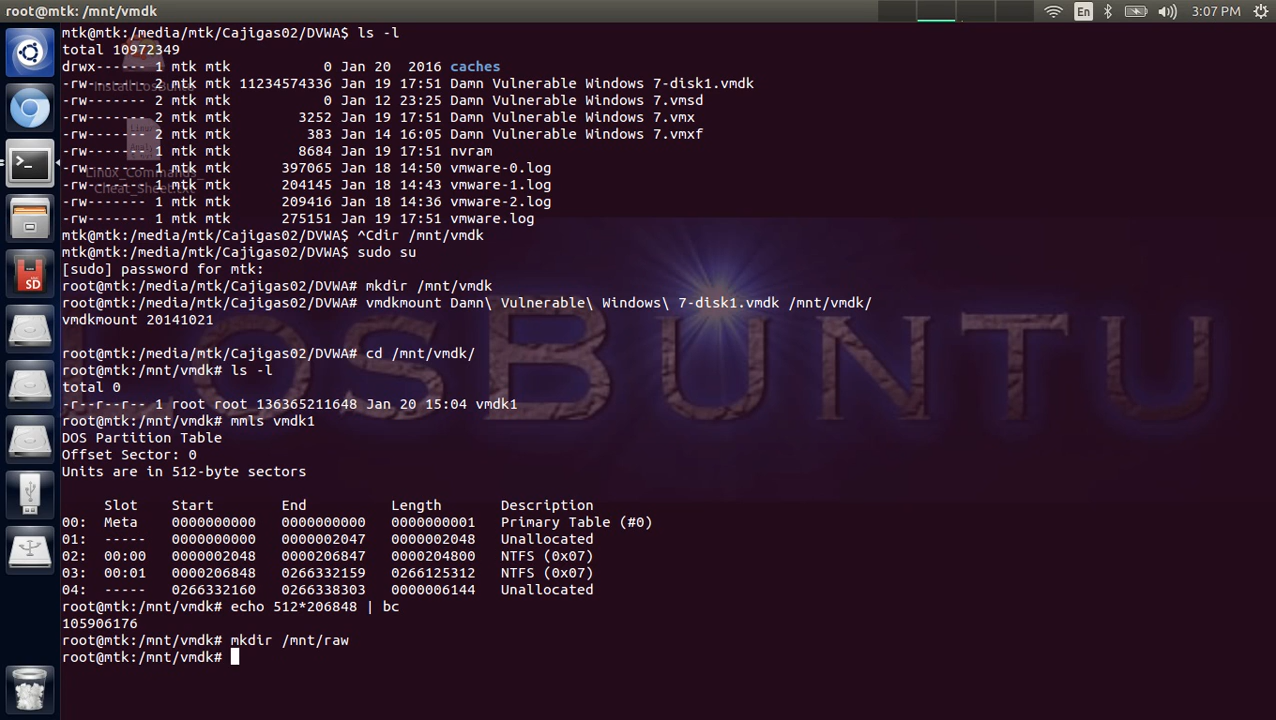 root@mtk: /mnt/vmdk
En
3:07 PM
mtk@mtk:/media/mtk/Cajigas02/DVWA$ ls -l
total 10972349
drwx------ 1 mtk mtk           0 Jan 20  2016 caches
-rw------- 2 mtk mtk 11234574336 Jan 19 17:51 Damn Vulnerable Windows 7-disk1.vmdk
-rw------- 2 mtk mtk           0 Jan 12 23:25 Damn Vulnerable Windows 7.vmsd
-rw------- 2 mtk mtk        3252 Jan 19 17:51 Damn Vulnerable Windows 7.vmx
-rw------- 2 mtk mtk         383 Jan 14 16:05 Damn Vulnerable Windows 7.vmxf
-rw------- 1 mtk mtk        8684 Jan 19 17:51 nvram
-rw------- 1 mtk mtk      397065 Jan 18 14:50 vmware-0.log
-rw------- 1 mtk mtk      204145 Jan 18 14:43 vmware-1.log
-rw------- 1 mtk mtk      209416 Jan 18 14:36 vmware-2.log
-rw------- 1 mtk mtk      275151 Jan 19 17:51 vmware.log
mtk@mtk:/media/mtk/Cajigas02/DVWA$ ^Cdir /mnt/vmdk
mtk@mtk:/media/mtk/Cajigas02/DVWA$ sudo su
[sudo] password for mtk:
root@mtk:/media/mtk/Cajigas02/DVWA# mkdir /mnt/vmdk
root@mtk:/media/mtk/Cajigas02/DVWA# vmdkmount Damn\ Vulnerable\ Windows\ 7-disk1.vmdk /mnt/vmdk/
vmdkmount 20141021
root@mtk:/media/mtk/Cajigas02/DVWA# cd /mnt/vmdk/
root@mtk:/mnt/vmdk# ls -l
total 0
-r--r--r-- 1 root root 136365211648 Jan 20 15:04 vmdk1
root@mtk:/mnt/vmdk# mmls vmdk1
DOS Partition Table
Offset Sector: 0
Units are in 512-byte sectors
     Slot    Start        End          Length       Description
00:  Meta    0000000000   0000000000   0000000001   Primary Table (#0)
01:  -----   0000000000   0000002047   0000002048   Unallocated
02:  00:00   0000002048   0000206847   0000204800   NTFS (0x07)
03:  00:01   0000206848   0266332159   0266125312   NTFS (0x07)
04:  -----   0266332160   0266338303   0000006144   Unallocated
root@mtk:/mnt/vmdk# echo 512*206848 | bc
105906176
root@mtk:/mnt/vmdk# mkdir /mnt/raw
root@mtk:/mnt/vmdk#
Install LosBuntu
Linux_Commands_
Cheat_Sheet.txt
LosBuntu
SD